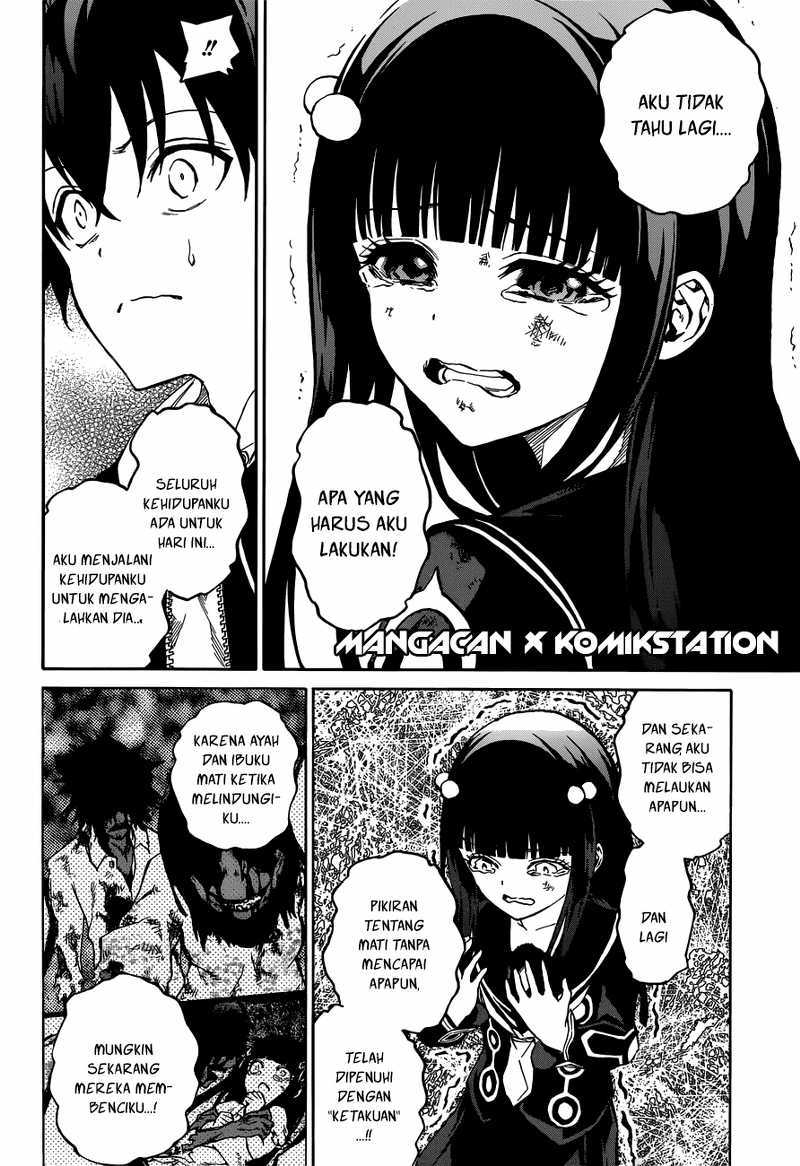 AKU TIDAK
TAHU LAGI....
APA YANG
HARUS AKU
LAKUKAN!
!!
SELURUH
KEHIDUPANKU
ADA UNTUK
HARI INI...
AKU MENJALANI
KEHIDUPANKU
UNTUK MENGA-
LAHKAN DIA...
MANGACAN X KOMIKSTATION
DAN SEKA-
RANG AKU
TIDAK BISA
MELAUKAN
APAPUN...
DAN
LAGI
PIKIRAN
TENTANG
MATI TANPA
MENCAPAI
APAPUN,
TELAH
DIPENUHI
DENGAN
"KETAKUAN"
...!!
KARENA AYAH
DAN IBUKU
MATI KETIKA
MELINDUNGI-
KU....
MUNGKIN
SEKARANG
MEREKA MEM-
BENCIKU...!